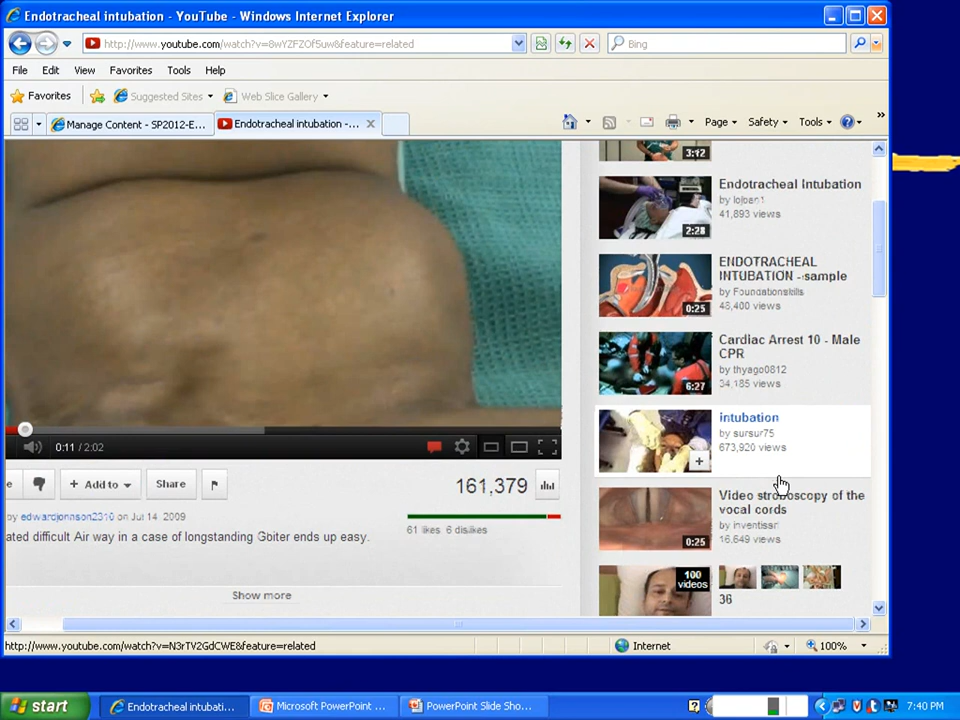 Endotracheal intubation - YouTube - Windows Internet Explorer
http://www.youtube.com/watch?v=8wYZFZOf5uw&feature=related
Bing
File Edit View Favorites Tools Help
Favorites Suggested Sites Web Slice Gallery
Manage Content - SP2012-E... Endotracheal intubation -... Page Safety Tools
3:12
Endotracheal Intubation
by
41,893 views
2:28
ENDOTRACHEAL
INTUBATION - sample
by Foundationskills
48,400 views
0:25
Cardiac Arrest 10 - Male
CPR
by thyago0812
34,185 views
6:27
intubation
by sursur75
673,920 views
Video stroboscopy of the
vocal cords
by
16,649 views
0:25
100
videos
36
0:11 / 2:02
e Add to Share 161,379
by edwardjonnson2310 on Jul 14, 2009
61 likes, 6 dislikes
ated difficult Air way in a case of longstanding Goiter ends up easy.
Show more
http://www.youtube.com/watch?v=N3rTV2GdCWE&feature=related
Internet 100%
start Endotracheal intubati... Microsoft PowerPoint ... PowerPoint Slide Sho... 7:40 PM